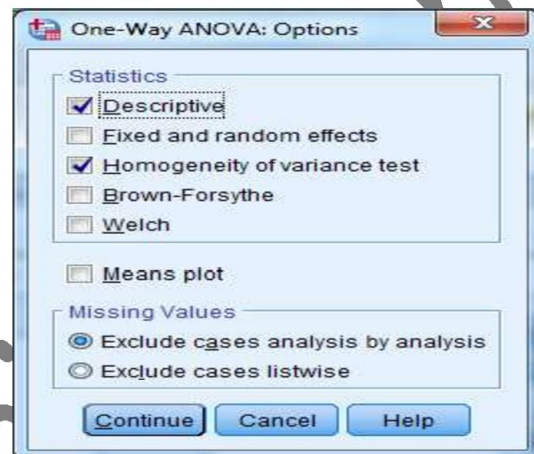 One-Way ANOVA: Options
Statistics
Descriptive
Fixed and random effects
Homogeneity of variance test
Brown-Forsythe
Welch
Means plot
Missing Values
Exclude cases analysis by analysis
Exclude cases listwise
Continue Cancel Help